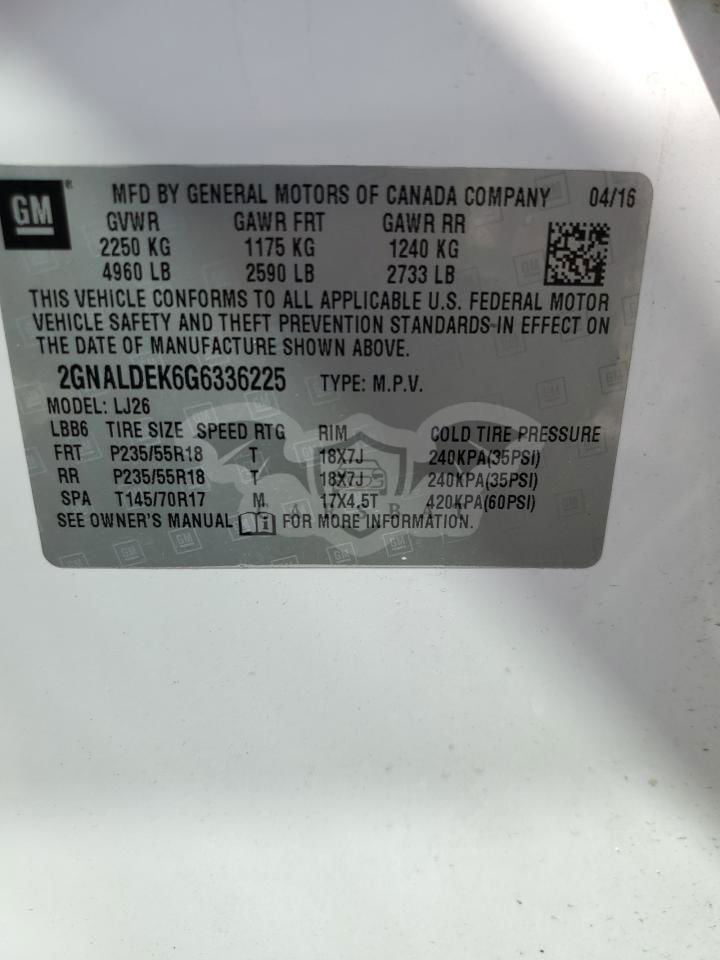 GM ® MFD BY GENERAL MOTORS OF CANADA COMPANY 04/16
GVWR GAWR FRT GAWR RR
2250 KG 1175 KG 1240 KG
4960 LB 2590 LB 2733 LB
THIS VEHICLE CONFORMS TO ALL APPLICABLE U.S. FEDERAL MOTOR
VEHICLE SAFETY AND THEFT PREVENTION STANDARDS IN EFFECT ON
THE DATE OF MANUFACTURE SHOWN ABOVE.
2GNALDEK6G6336225 TYPE: M.P.V.
MODEL: LJ26
LBB6 TIRE SIZE SPEED RTG RIM COLD TIRE PRESSURE
FRT P235/55R18 T 18X7J 240KPA(35PSI)
RR P235/55R18 T 18X7J 240KPA(35PSI)
SPA T145/70R17 M 17X4.5T 420KPA(60PSI)
SEE OWNER'S MANUAL FOR MORE INFORMATION.